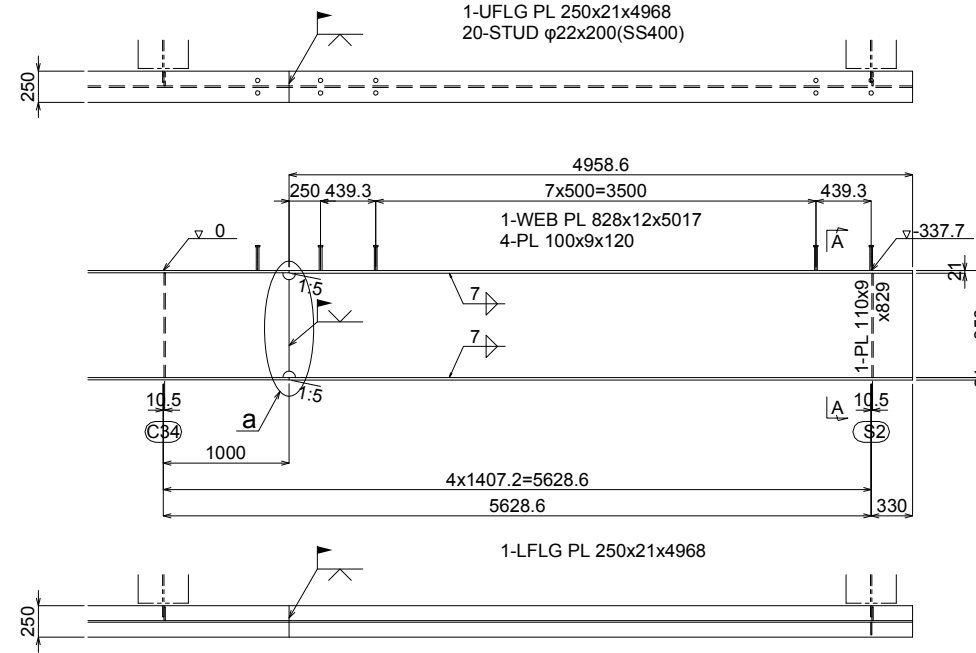 1-UFLG PL 250x21x4968
20-STUD φ22x200(SS400)
250
4958.6
250 439.3
7x500=3500
439.3
1-WEB PL 828x12x5017
4-PL 100x9x120
0
A
-337.7
21
1:5
7
1-PL 110x9
x829
7
1:5
10.5
a
A
10.5
C34
S2
1000
4x1407.2=5628.6
5628.6
330
1-LFLG PL 250x21x4968
250